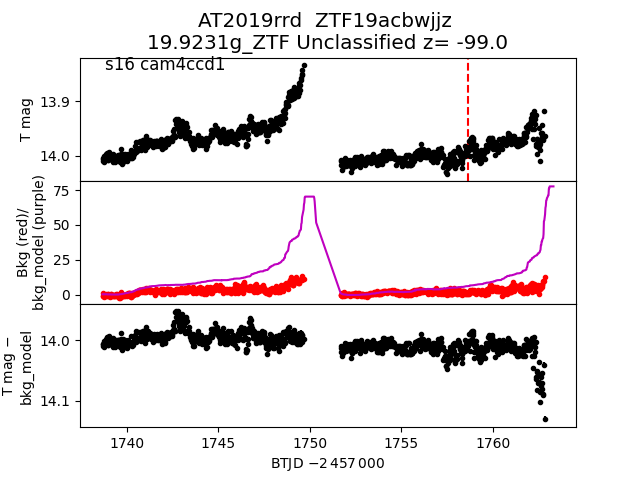 AT2019rrd  ZTF19acbwjjz
19.9231g_ZTF Unclassified z= -99.0
s16 cam4ccd1
T mag
13.9
14.0
Bkg (red)/
bkg_model (purple)
75
50
25
0
T mag −
bkg_model
14.0
14.1
1740 1745 1750 1755 1760
BTJD −2 457 000